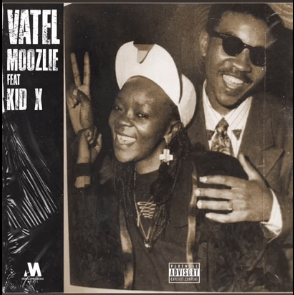 VATEL
MOOZLIE
FEAT
KID X
PARENTAL
ADVISORY
EXPLICIT CONTENT